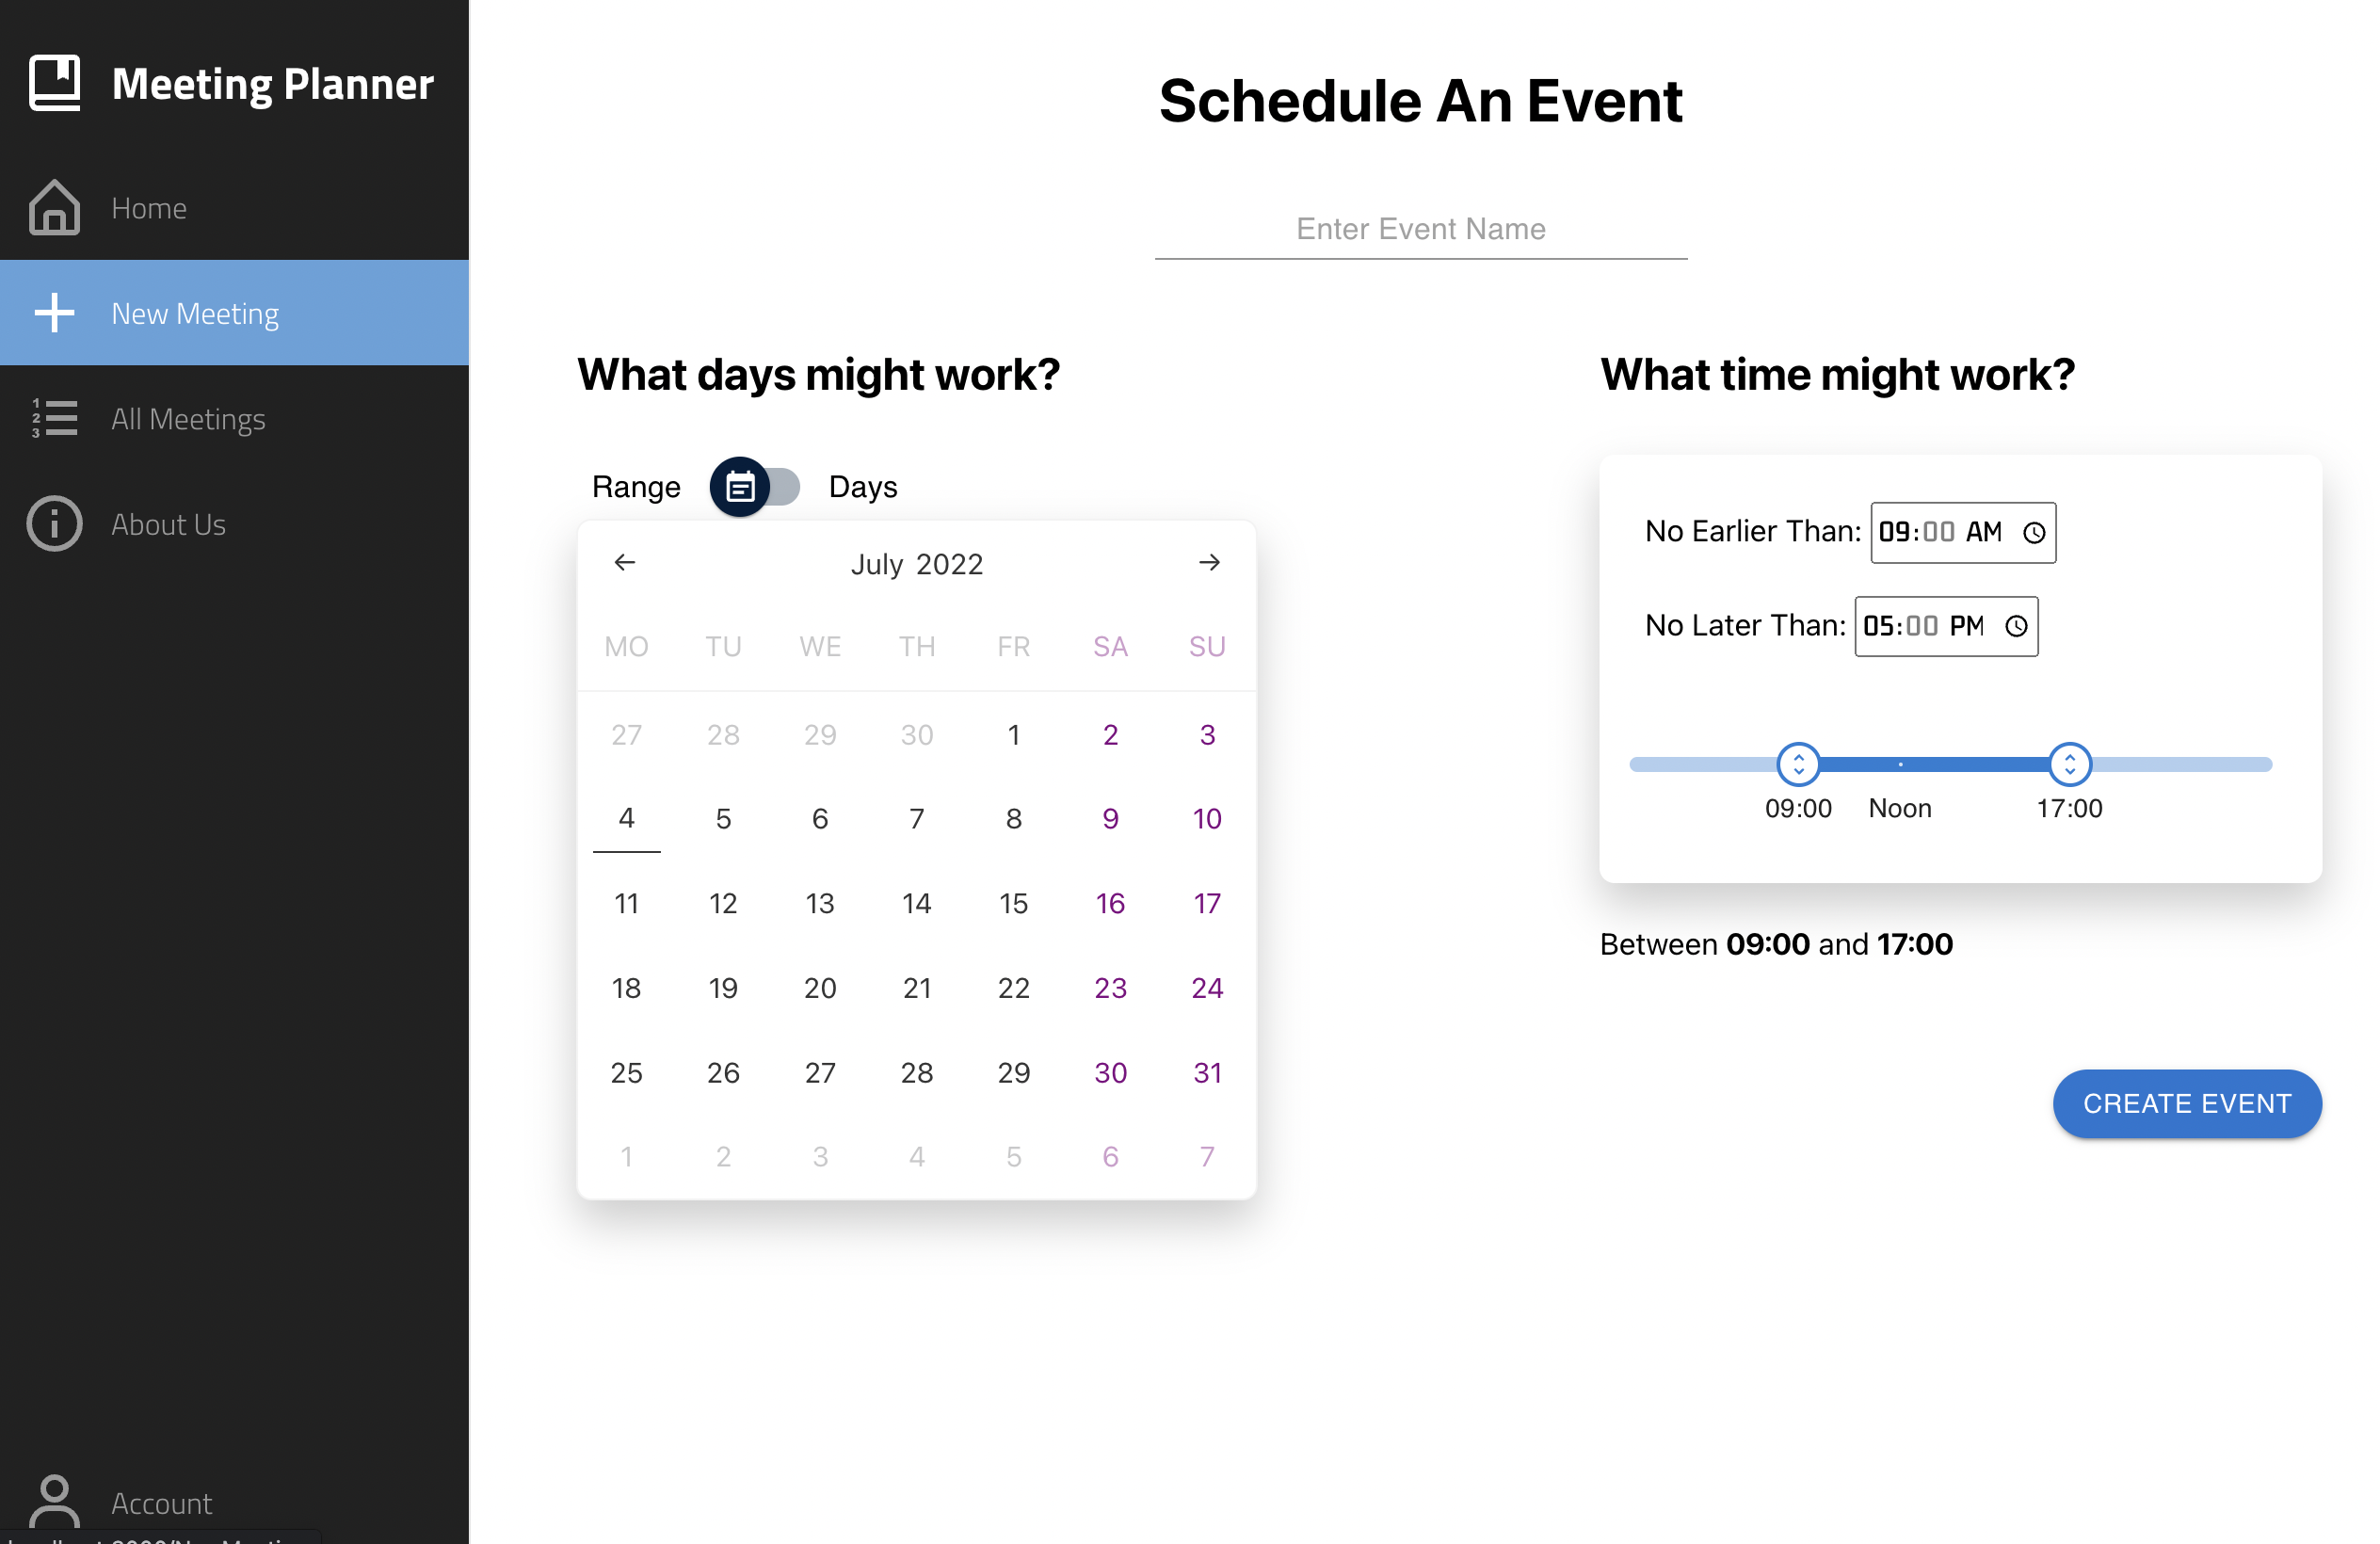 Meeting Planner
Home
New Meeting
1
2
3
All Meetings
About Us
Account
Schedule An Event
Enter Event Name
What days might work?
Range Days
July 2022
MO TU WE TH FR SA SU
27 28 29 30 1 2 3
4 5 6 7 8 9 10
11 12 13 14 15 16 17
18 19 20 21 22 23 24
25 26 27 28 29 30 31
1 2 3 4 5 6 7
What time might work?
No Earlier Than: 09:00 AM
No Later Than: 05:00 PM
09:00 Noon 17:00
Between 09:00 and 17:00
CREATE EVENT